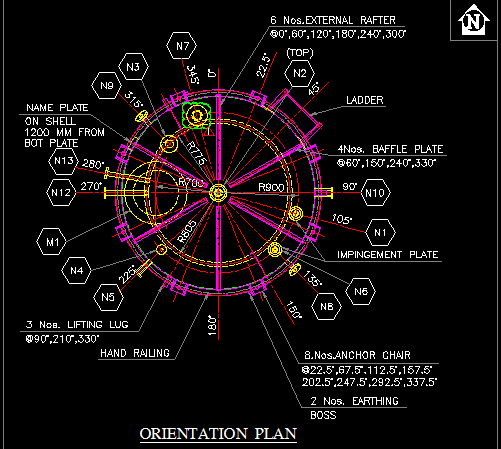 6 Nos.EXTERNAL RAFTER
@0°,60°,120°,180°,240°,300°
N
N7
(TOP)
N3
345°
0°
22.5°
N2
N9
45°
315°
LADDER
NAME PLATE
ON SHELL
1200 MM FROM
BOT PLATE
R775
4Nos. BAFFLE PLATE
@60°,150°,240°,330°
N13
280°
N12
270°
R700
R900
90°
N10
105°
N1
M1
R805
IMPINGEMENT PLATE
N4
225°
N5
135°
N6
N8
150°
180°
3 Nos. LIFTING LUG
@90°,210°,330°
HAND RAILING
8.Nos.ANCHOR CHAIR
@22.5°,67.5°.112.5°,157.5°
202.5°,247.5°,292.5°,337.5°
2 Nos. EARTHING
BOSS
ORIENTATION PLAN